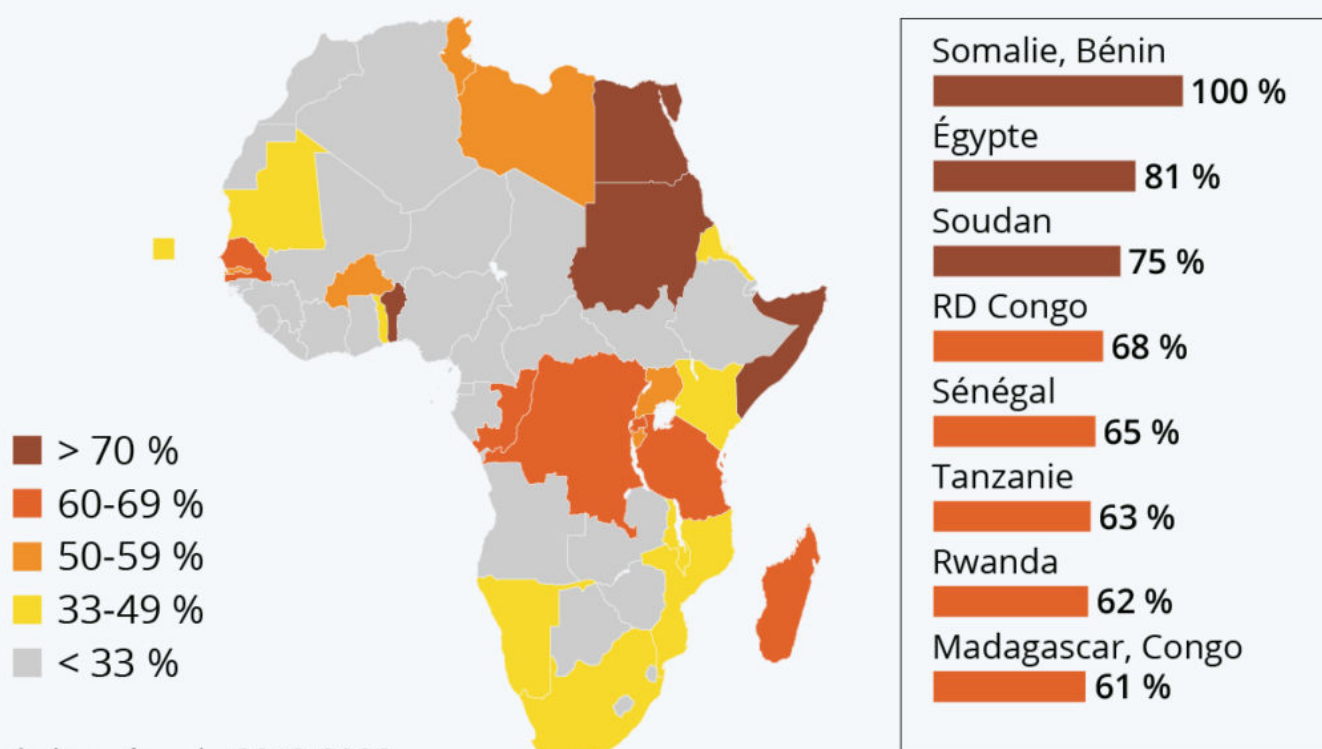 Somalie, Bénin
100 %
Égypte
81 %
Soudan
75 %
RD Congo
68 %
Sénégal
65 %
Tanzanie
63 %
Rwanda
62 %
Madagascar, Congo
61 %
> 70 %
60-69 %
50-59 %
33-49 %
< 33 %